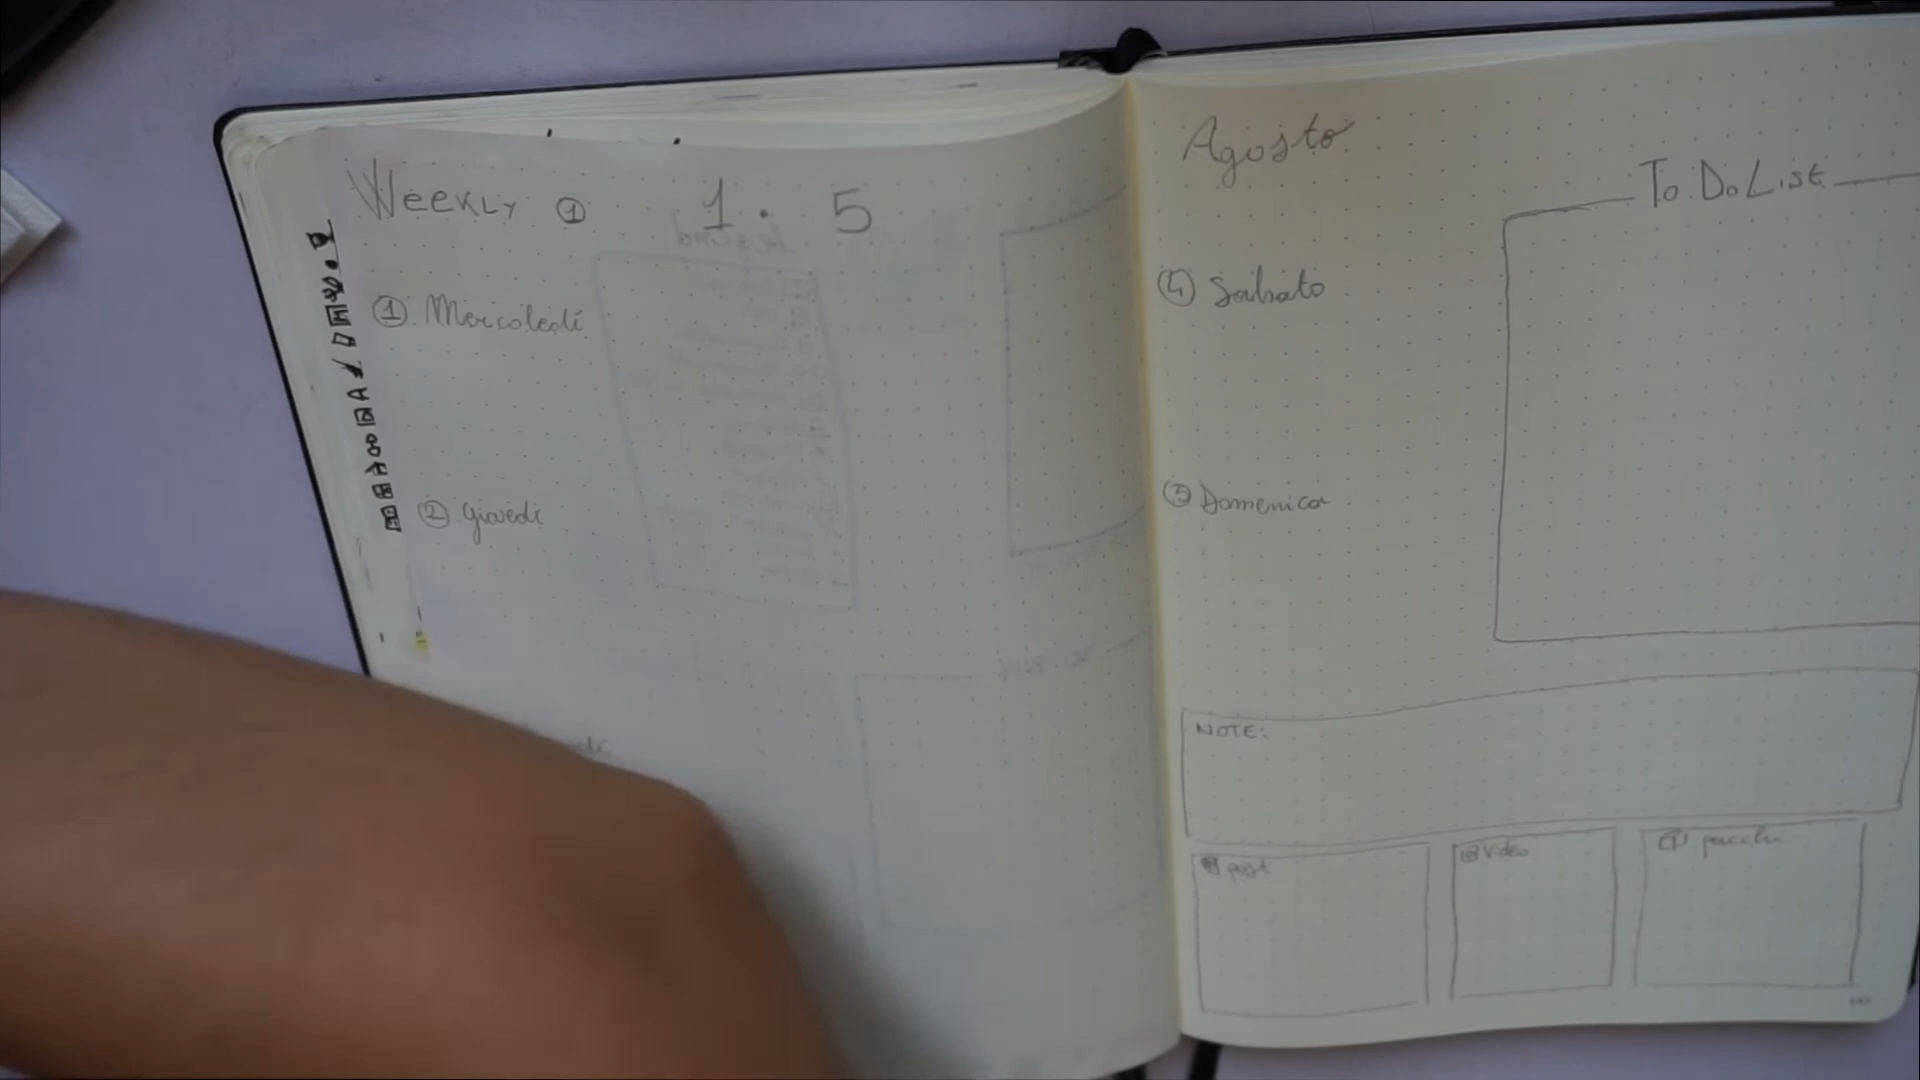 WEEKLY ① 1. 5
① Mercoledì
② Giovedì
Agosto
④ Sabato
⑤ Domenica
To Do List
NOTE:
post
Video
pacchi